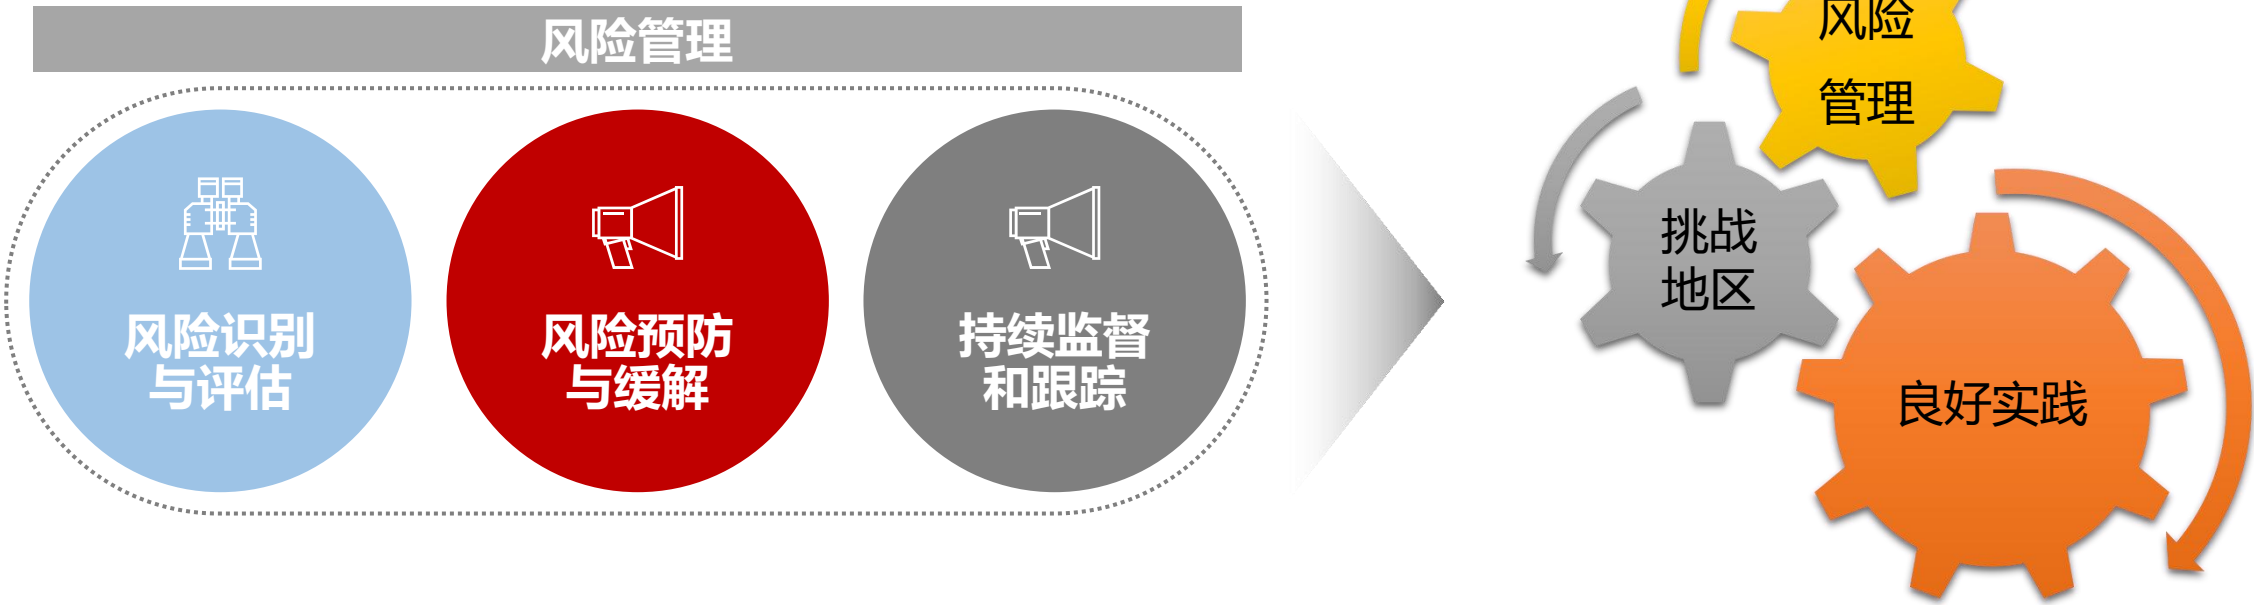 风险管理
风险识别
与评估
风险预防
与缓解
持续监督
和跟踪
风险
管理
挑战
地区
良好实践